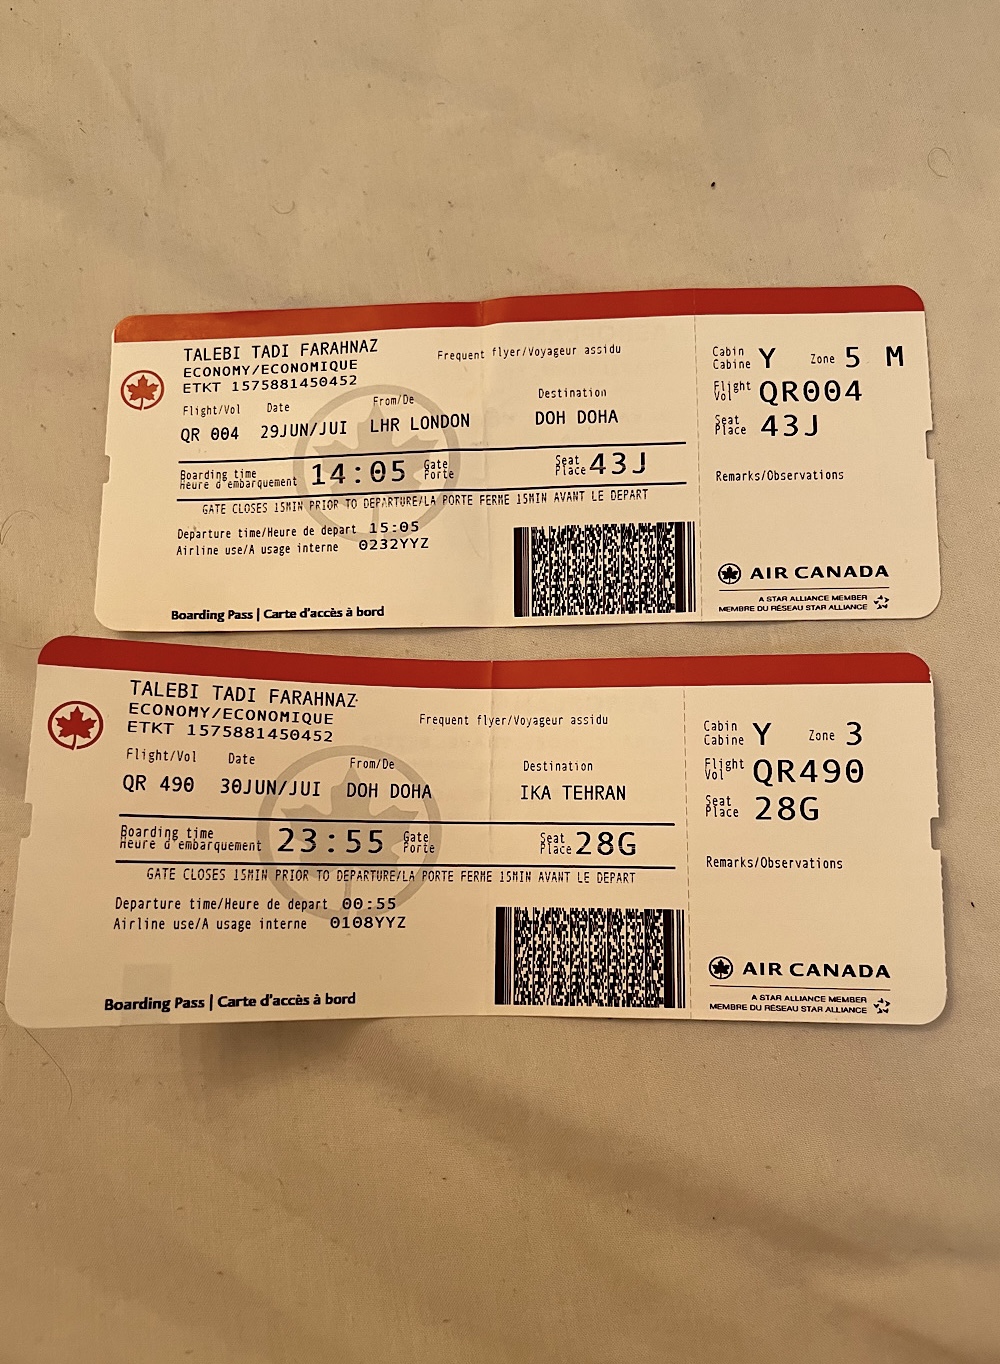 TALEBI TADI FARAHNAZ
ECONOMY/ECONOMIQUE
ETKT 1575881450452
Frequent flyer/Voyageur assidu
Flight/Vol Date From/De Destination
QR 004 29JUN/JUI LHR LONDON DOH DOHA
Boarding time
Heure d'embarquement 14:05 Gate
Porte Seat
Place 43J
GATE CLOSES 15MIN PRIOR TO DEPARTURE/LA PORTE FERME 15MIN AVANT LE DEPART
Departure time/Heure de depart 15:05
Airline use/A usage interne 0232YYZ
Boarding Pass | Carte d'accès à bord
Cabin
Cabine Y Zone 5 M
Flight
Vol QR004
Seat
Place 43J
Remarks/Observations
AIR CANADA
A STAR ALLIANCE MEMBER
MEMBRE DU RÉSEAU STAR ALLIANCE
TALEBI TADI FARAHNAZ
ECONOMY/ECONOMIQUE
ETKT 1575881450452
Frequent flyer/Voyageur assidu
Flight/Vol Date From/De Destination
QR 490 30JUN/JUI DOH DOHA IKA TEHRAN
Boarding time
Heure d'embarquement 23:55 Gate
Porte Seat
Place 28G
GATE CLOSES 15MIN PRIOR TO DEPARTURE/LA PORTE FERME 15MIN AVANT LE DEPART
Departure time/Heure de depart 00:55
Airline use/A usage interne 0108YYZ
Boarding Pass | Carte d'accès à bord
Cabin
Cabine Y Zone 3
Flight
Vol QR490
Seat
Place 28G
Remarks/Observations
AIR CANADA
A STAR ALLIANCE MEMBER
MEMBRE DU RÉSEAU STAR ALLIANCE